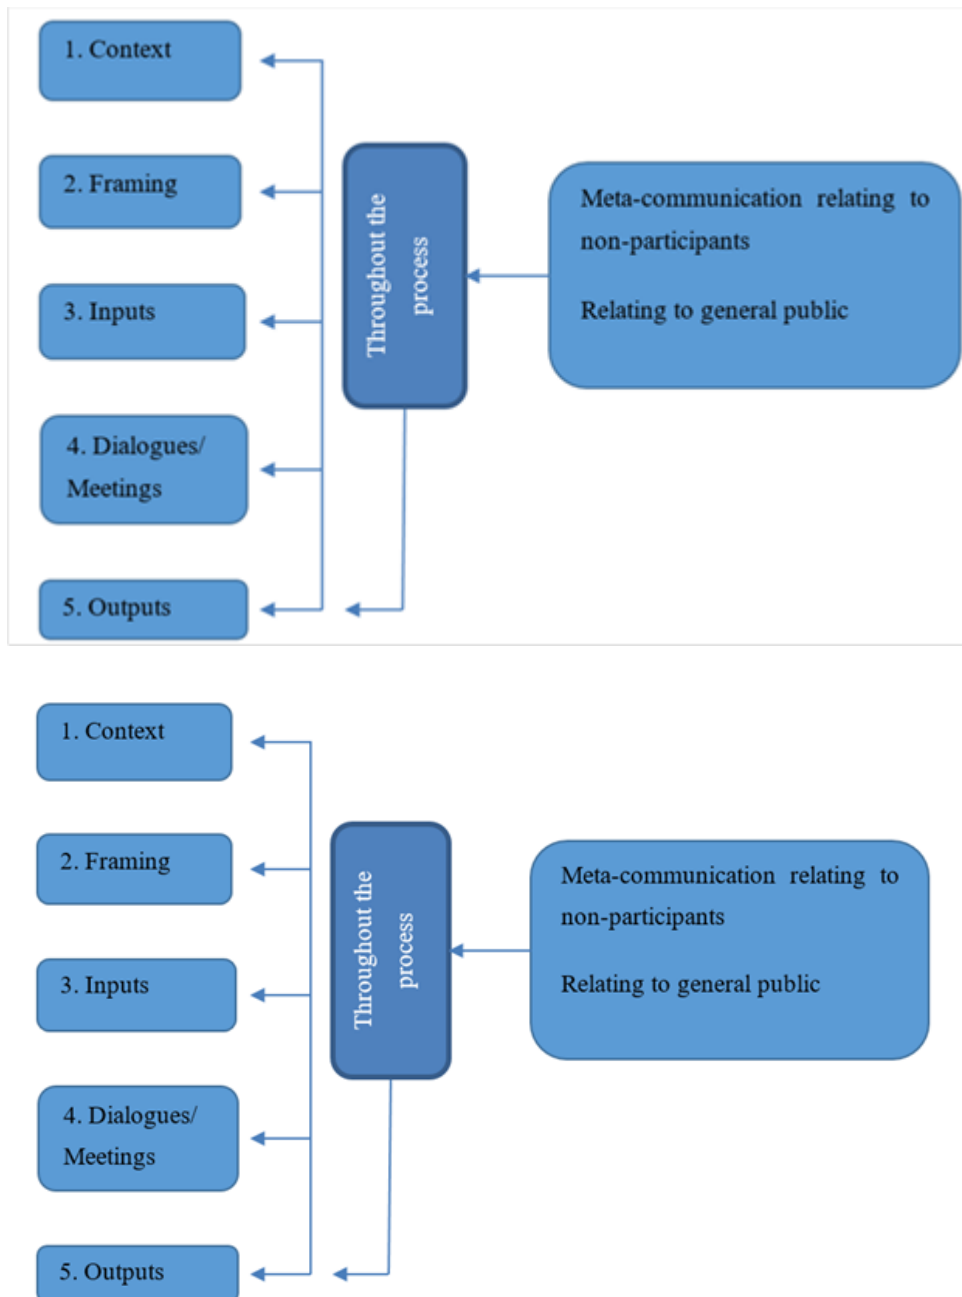 1. Context
2. Framing
3. Inputs
4. Dialogues/
Meetings
5. Outputs
Throughout the
process
Meta-communication relating to
non-participants
Relating to general public
1. Context
2. Framing
3. Inputs
4. Dialogues/
Meetings
5. Outputs
Throughout the
process
Meta-communication relating to
non-participants
Relating to general public